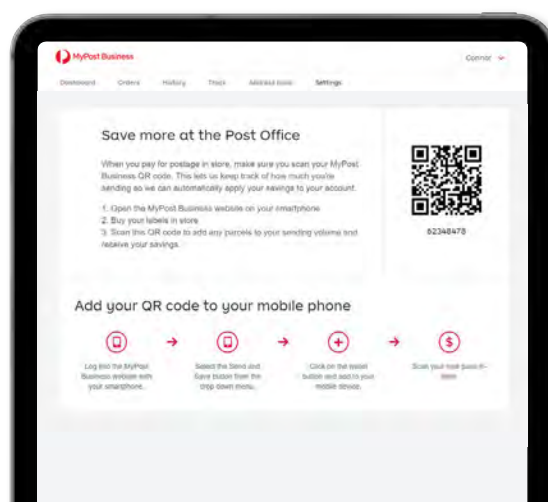 MyPost Business
Connor
Dashboard Orders History Track Address book Settings
Save more at the Post Office
When you pay for postage in store, make sure you scan your MyPost
Business QR code. This lets us keep track of how much you're
sending so we can automatically apply your savings to your account.
1. Open the MyPost Business website on your smartphone
2. Buy your labels in store
3. Scan this QR code to add any parcels to your sending volume and
receive your savings.
62348478
Add your QR code to your mobile phone
Log into the MyPost
Business website with
your smartphone.
Select the Send and
Save button from the
drop down menu.
Click on the wallet
button and add to your
mobile device.
$
Scan your new pass in-
store